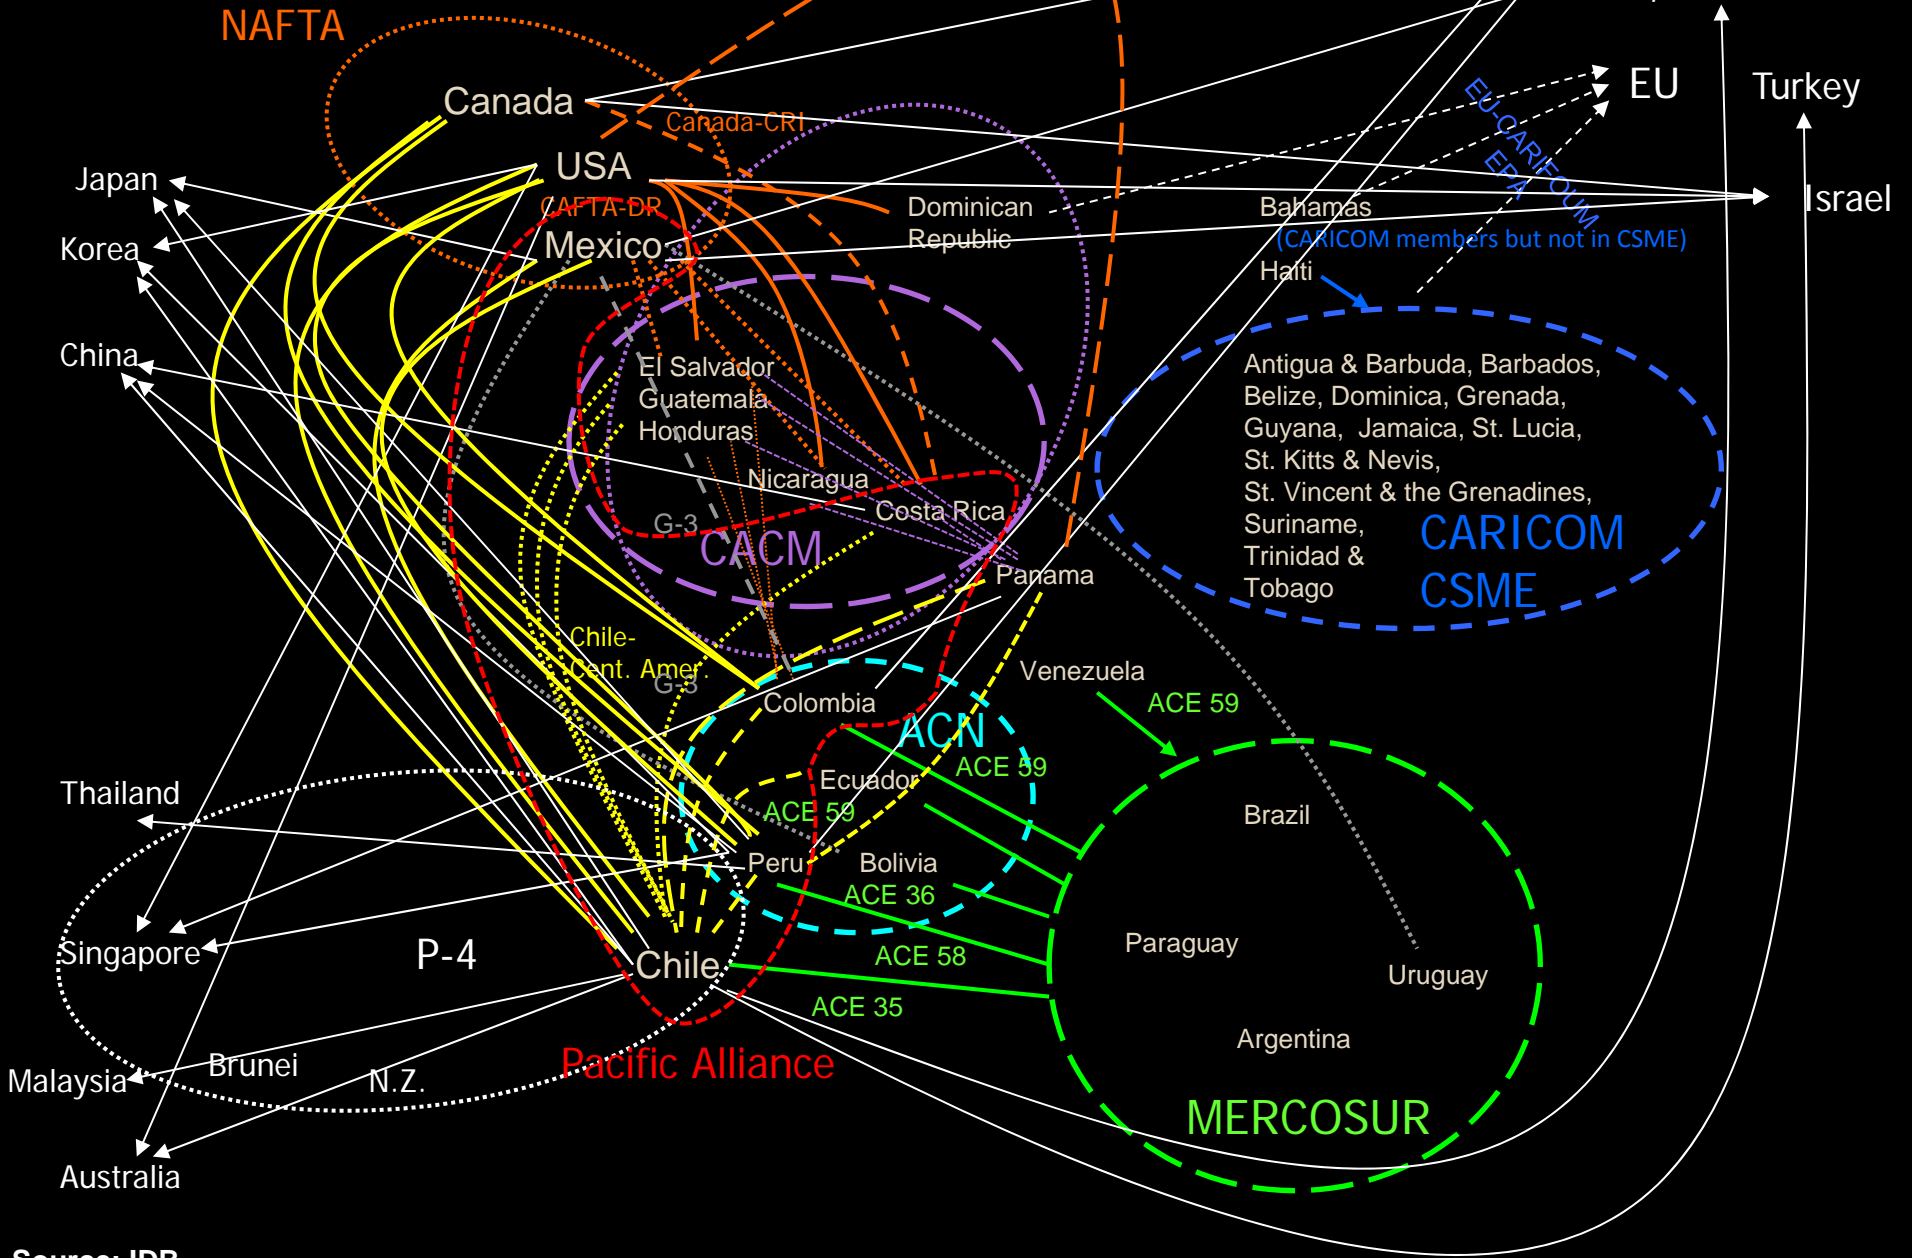 NAFTA
Canada
Canada-CRI
EU
Turkey
EU-CARIFOUM
EPA
USA
Japan
Israel
CAFTA-DR
Dominican
Republic
Bahamas
(CARICOM members but not in CSME)
Haiti
Mexico
Korea
China
El Salvador
Guatemala
Honduras
Nicaragua
Costa Rica
G-3
CACM
Panama
Antigua & Barbuda, Barbados,
Belize, Dominica, Grenada,
Guyana, Jamaica, St. Lucia,
St. Kitts & Nevis,
St. Vincent & the Grenadines,
Suriname,
Trinidad &
Tobago
CARICOM
CSME
Chile-
Cent. Amer.
G-3
Colombia
Venezuela
ACE 59
ACN
ACE 59
Ecuador
ACE 59
Thailand
Brazil
Peru
Bolivia
ACE 36
Paraguay
Uruguay
Singapore
P-4
Chile
ACE 58
ACE 35
Argentina
Pacific Alliance
Brunei
N.Z.
Malaysia
MERCOSUR
Australia
Source: IDB